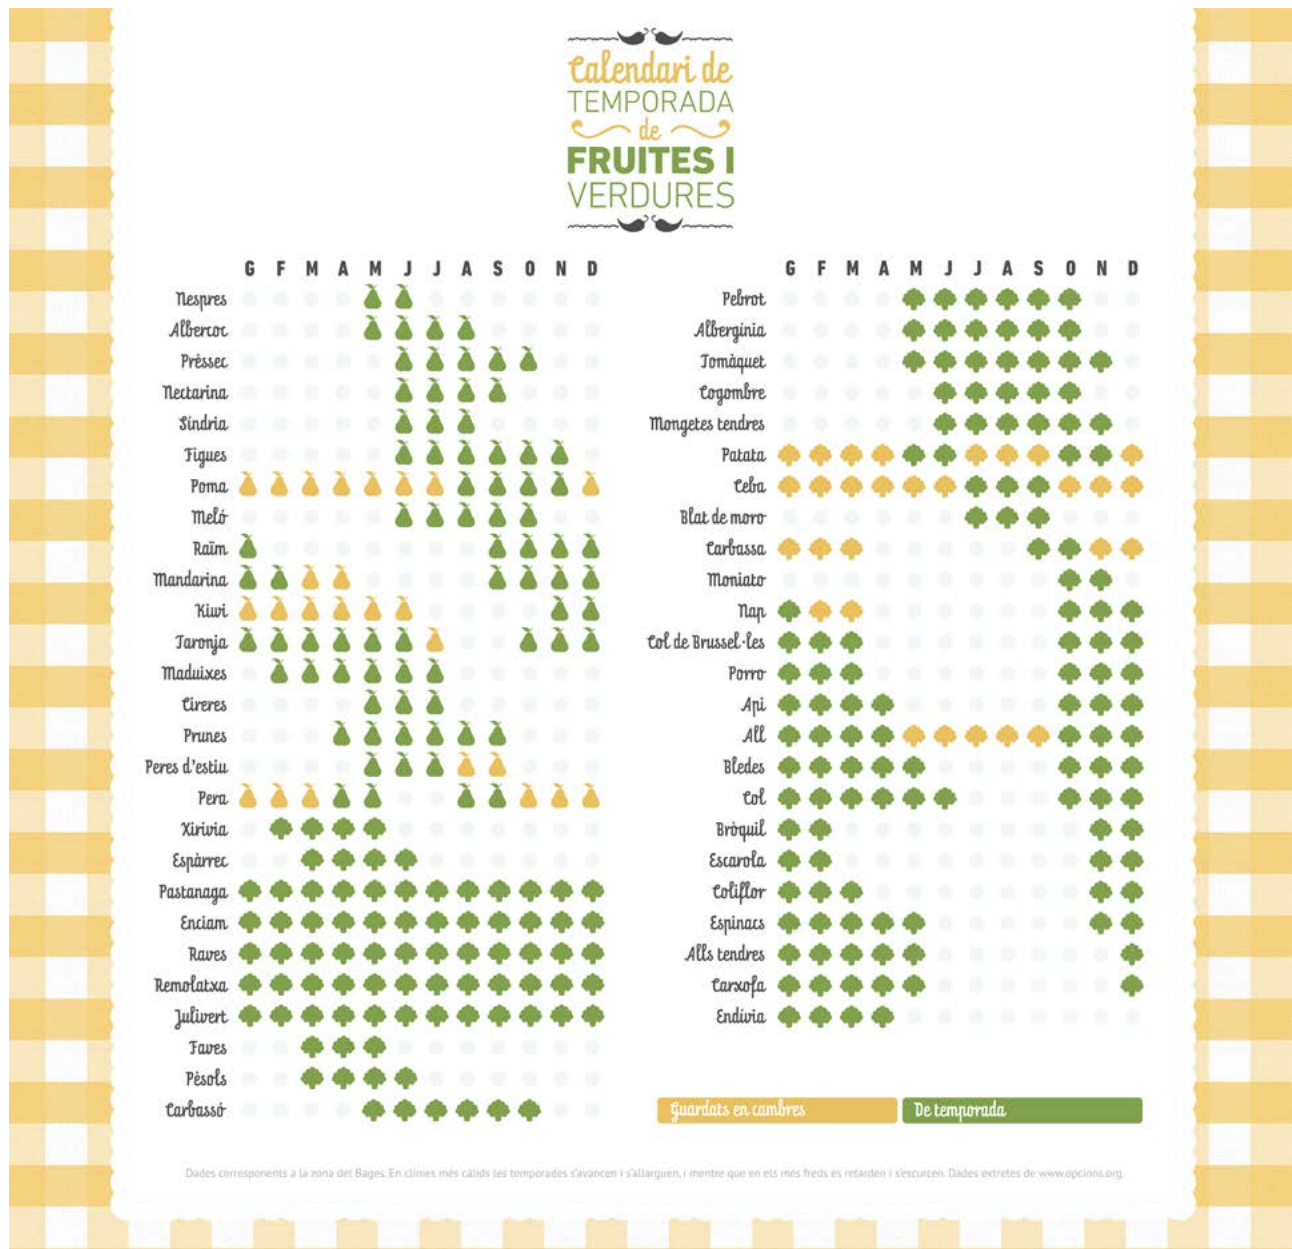 Calendari de
TEMPORADA
de
FRUITES I
VERDURES
G F M A M J J A S O N D
Nespres
Albercoc
Prèssec
Nectarina
Síndria
Figues
Poma
Meló
Raïm
Mandarina
Kiwi
Taronja
Maduixes
Cireres
Prunes
Peres d'estiu
Pera
Xirivia
Espàrrec
Pastanaga
Enciam
Raves
Remolatxa
Julivert
Faves
Pèsols
Carbassó
G F M A M J J A S O N D
Pebrot
Albergínia
Tomàquet
Cogombre
Mongetes tendres
Patata
Ceba
Blat de moro
Carbassa
Moniato
Nap
Col de Brussel·les
Porro
Api
All
Bledes
Col
Bròquil
Escarola
Coliflor
Espinacs
Alls tendres
Carxofa
Endívia
Guardats en cambres
De temporada
Dades corresponents a la zona del Bages. En climes més càlids les temporades s'avancen i s'allarguen, i mentre que en els més freds es retarden i s'escurcen. Dades extretes de www.opcions.org.